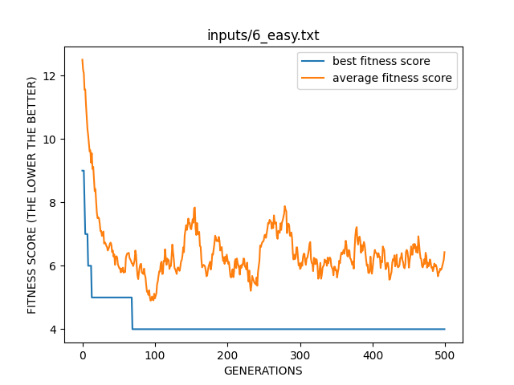 inputs/6_easy.txt
best fitness score
average fitness score
FITNESS SCORE (THE LOWER THE BETTER)
12
10
8
6
4
0 100 200 300 400 500
GENERATIONS